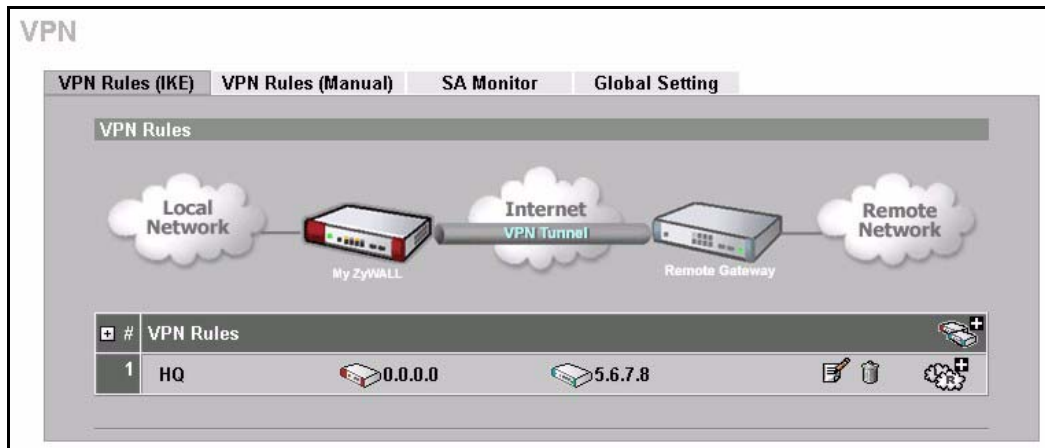 VPN
VPN Rules (IKE) VPN Rules (Manual) SA Monitor Global Setting
VPN Rules
Local
Network
Internet
VPN Tunnel
Remote
Network
My ZyWALL
Remote Gateway
# VPN Rules
1 HQ 0.0.0.0 5.6.7.8
R